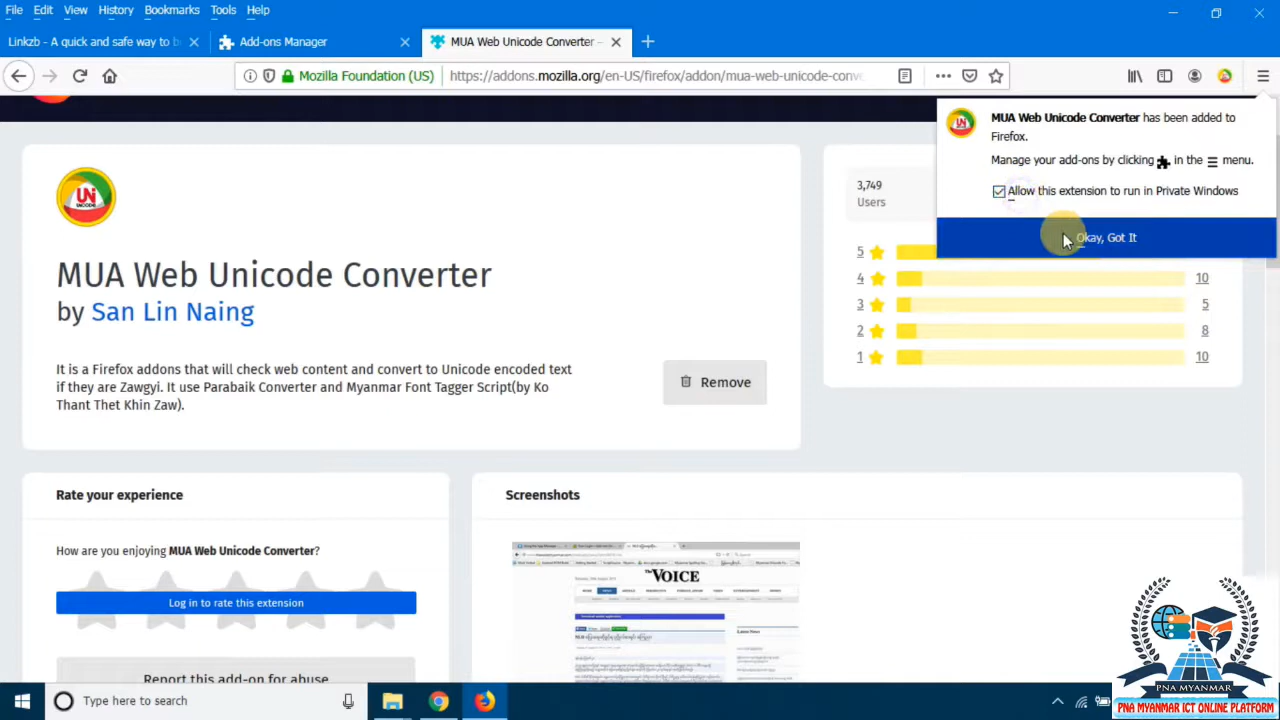 File Edit View History Bookmarks Tools Help
Linkzb - A quick and safe way to b
Add-ons Manager
MUA Web Unicode Converter –
Mozilla Foundation (US)
https://addons.mozilla.org/en-US/firefox/addon/mua-web-unicode-conve
MUA Web Unicode Converter has been added to
Firefox.
Manage your add-ons by clicking in the menu.
Allow this extension to run in Private Windows
Okay, Got It
UN
UNICODE
MUA Web Unicode Converter
by San Lin Naing
It is a Firefox addons that will check web content and convert to Unicode encoded text
if they are Zawgyi. It use Parabaik Converter and Myanmar Font Tagger Script(by Ko
Thant Thet Khin Zaw).
Remove
3,749
Users
5
4 10
3 5
2 8
1 10
Rate your experience
How are you enjoying MUA Web Unicode Converter?
Log in to rate this extension
Report this add-on for abuse
Screenshots
The VOICE
Type here to search
PNA MYANMAR
PNA MYANMAR ICT ONLINE PLATFORM